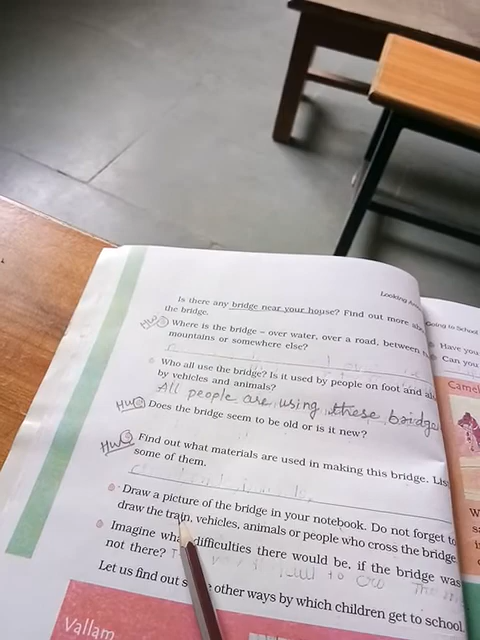 Looking Aro
Is there any bridge near your house? Find out more ab
the bridge.
HW Where is the bridge – over water, over a road, between
mountains or somewhere else?
Who all use the bridge? Is it used by people on foot and
by vehicles and animals?
All people are using these bridge
HW Does the bridge seem to be old or is it new?
HW Find out what materials are used in making this bridge. Lis
some of them.
Draw a picture of the bridge in your notebook. Do not forget to
draw the train, vehicles, animals or people who cross the bridge
Imagine what difficulties there would be, if the bridge was
not there?
Let us find out other ways by which children get to school.
Vallam
Going to School
Have you
Can you
Camel
W